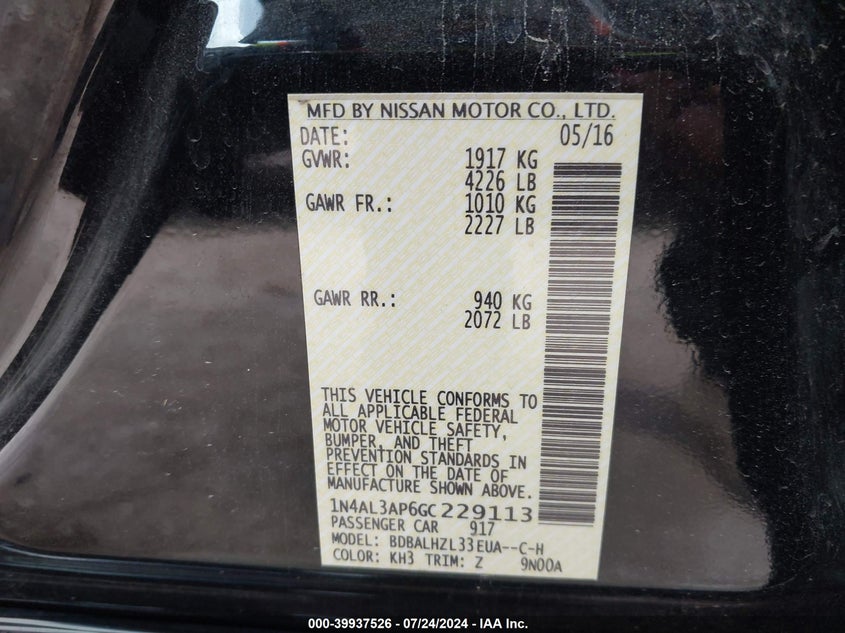 MFD BY NISSAN MOTOR CO., LTD.
DATE: 05/16
GVWR: 1917 KG
4226 LB
GAWR FR.: 1010 KG
2227 LB
GAWR RR.: 940 KG
2072 LB
THIS VEHICLE CONFORMS TO
ALL APPLICABLE FEDERAL
MOTOR VEHICLE SAFETY,
BUMPER, AND THEFT
PREVENTION STANDARDS IN
EFFECT ON THE DATE OF
MANUFACTURE SHOWN ABOVE.
1N4AL3AP6GC229113
PASSENGER CAR 917
MODEL: BDBALHZL33EUA--C-H
COLOR: KH3 TRIM: Z 9N00A
000-39937526 - 07/24/2024 - IAA Inc.